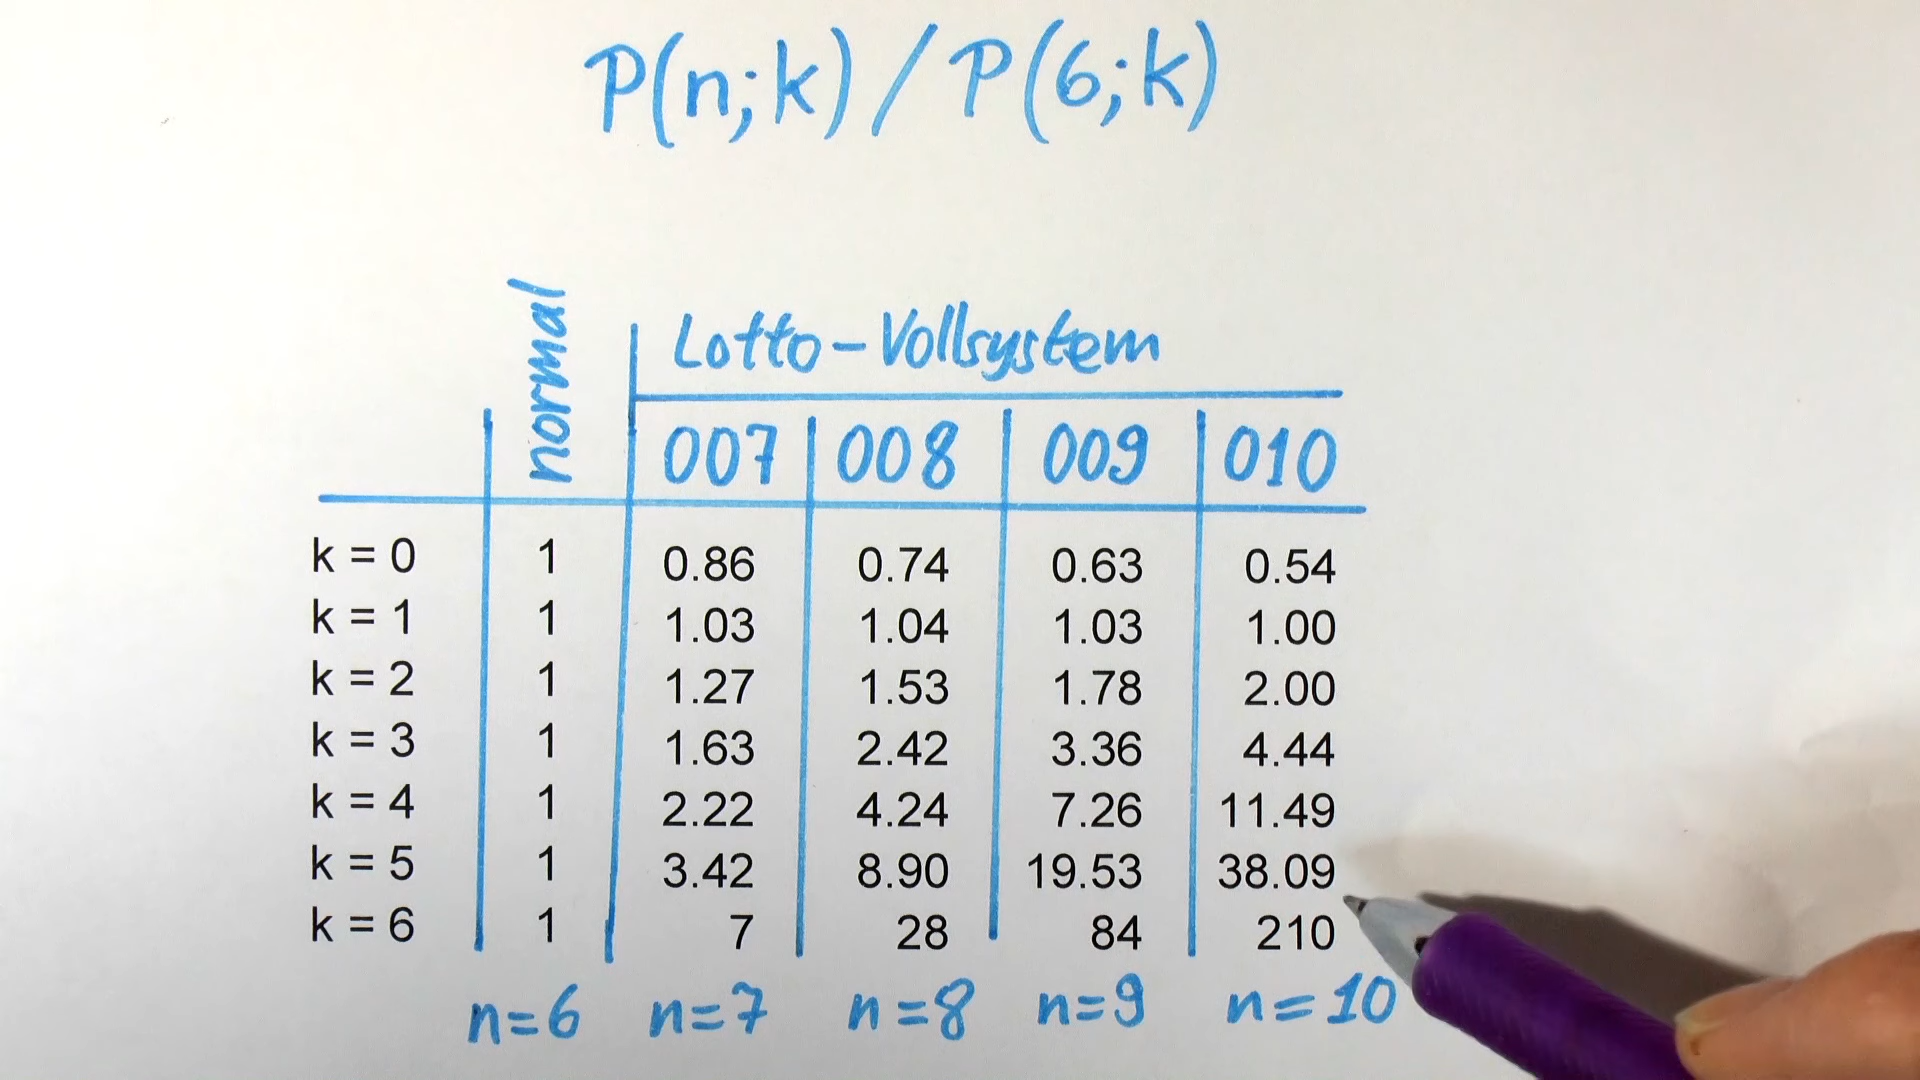 P(n;k) / P(6;k)
normal
Lotto-Vollsystem
007 008 009 010
k = 0 1 0.86 0.74 0.63 0.54
k = 1 1 1.03 1.04 1.03 1.00
k = 2 1 1.27 1.53 1.78 2.00
k = 3 1 1.63 2.42 3.36 4.44
k = 4 1 2.22 4.24 7.26 11.49
k = 5 1 3.42 8.90 19.53 38.09
k = 6 1 7 28 84 210
n=6 n=7 n=8 n=9 n=10